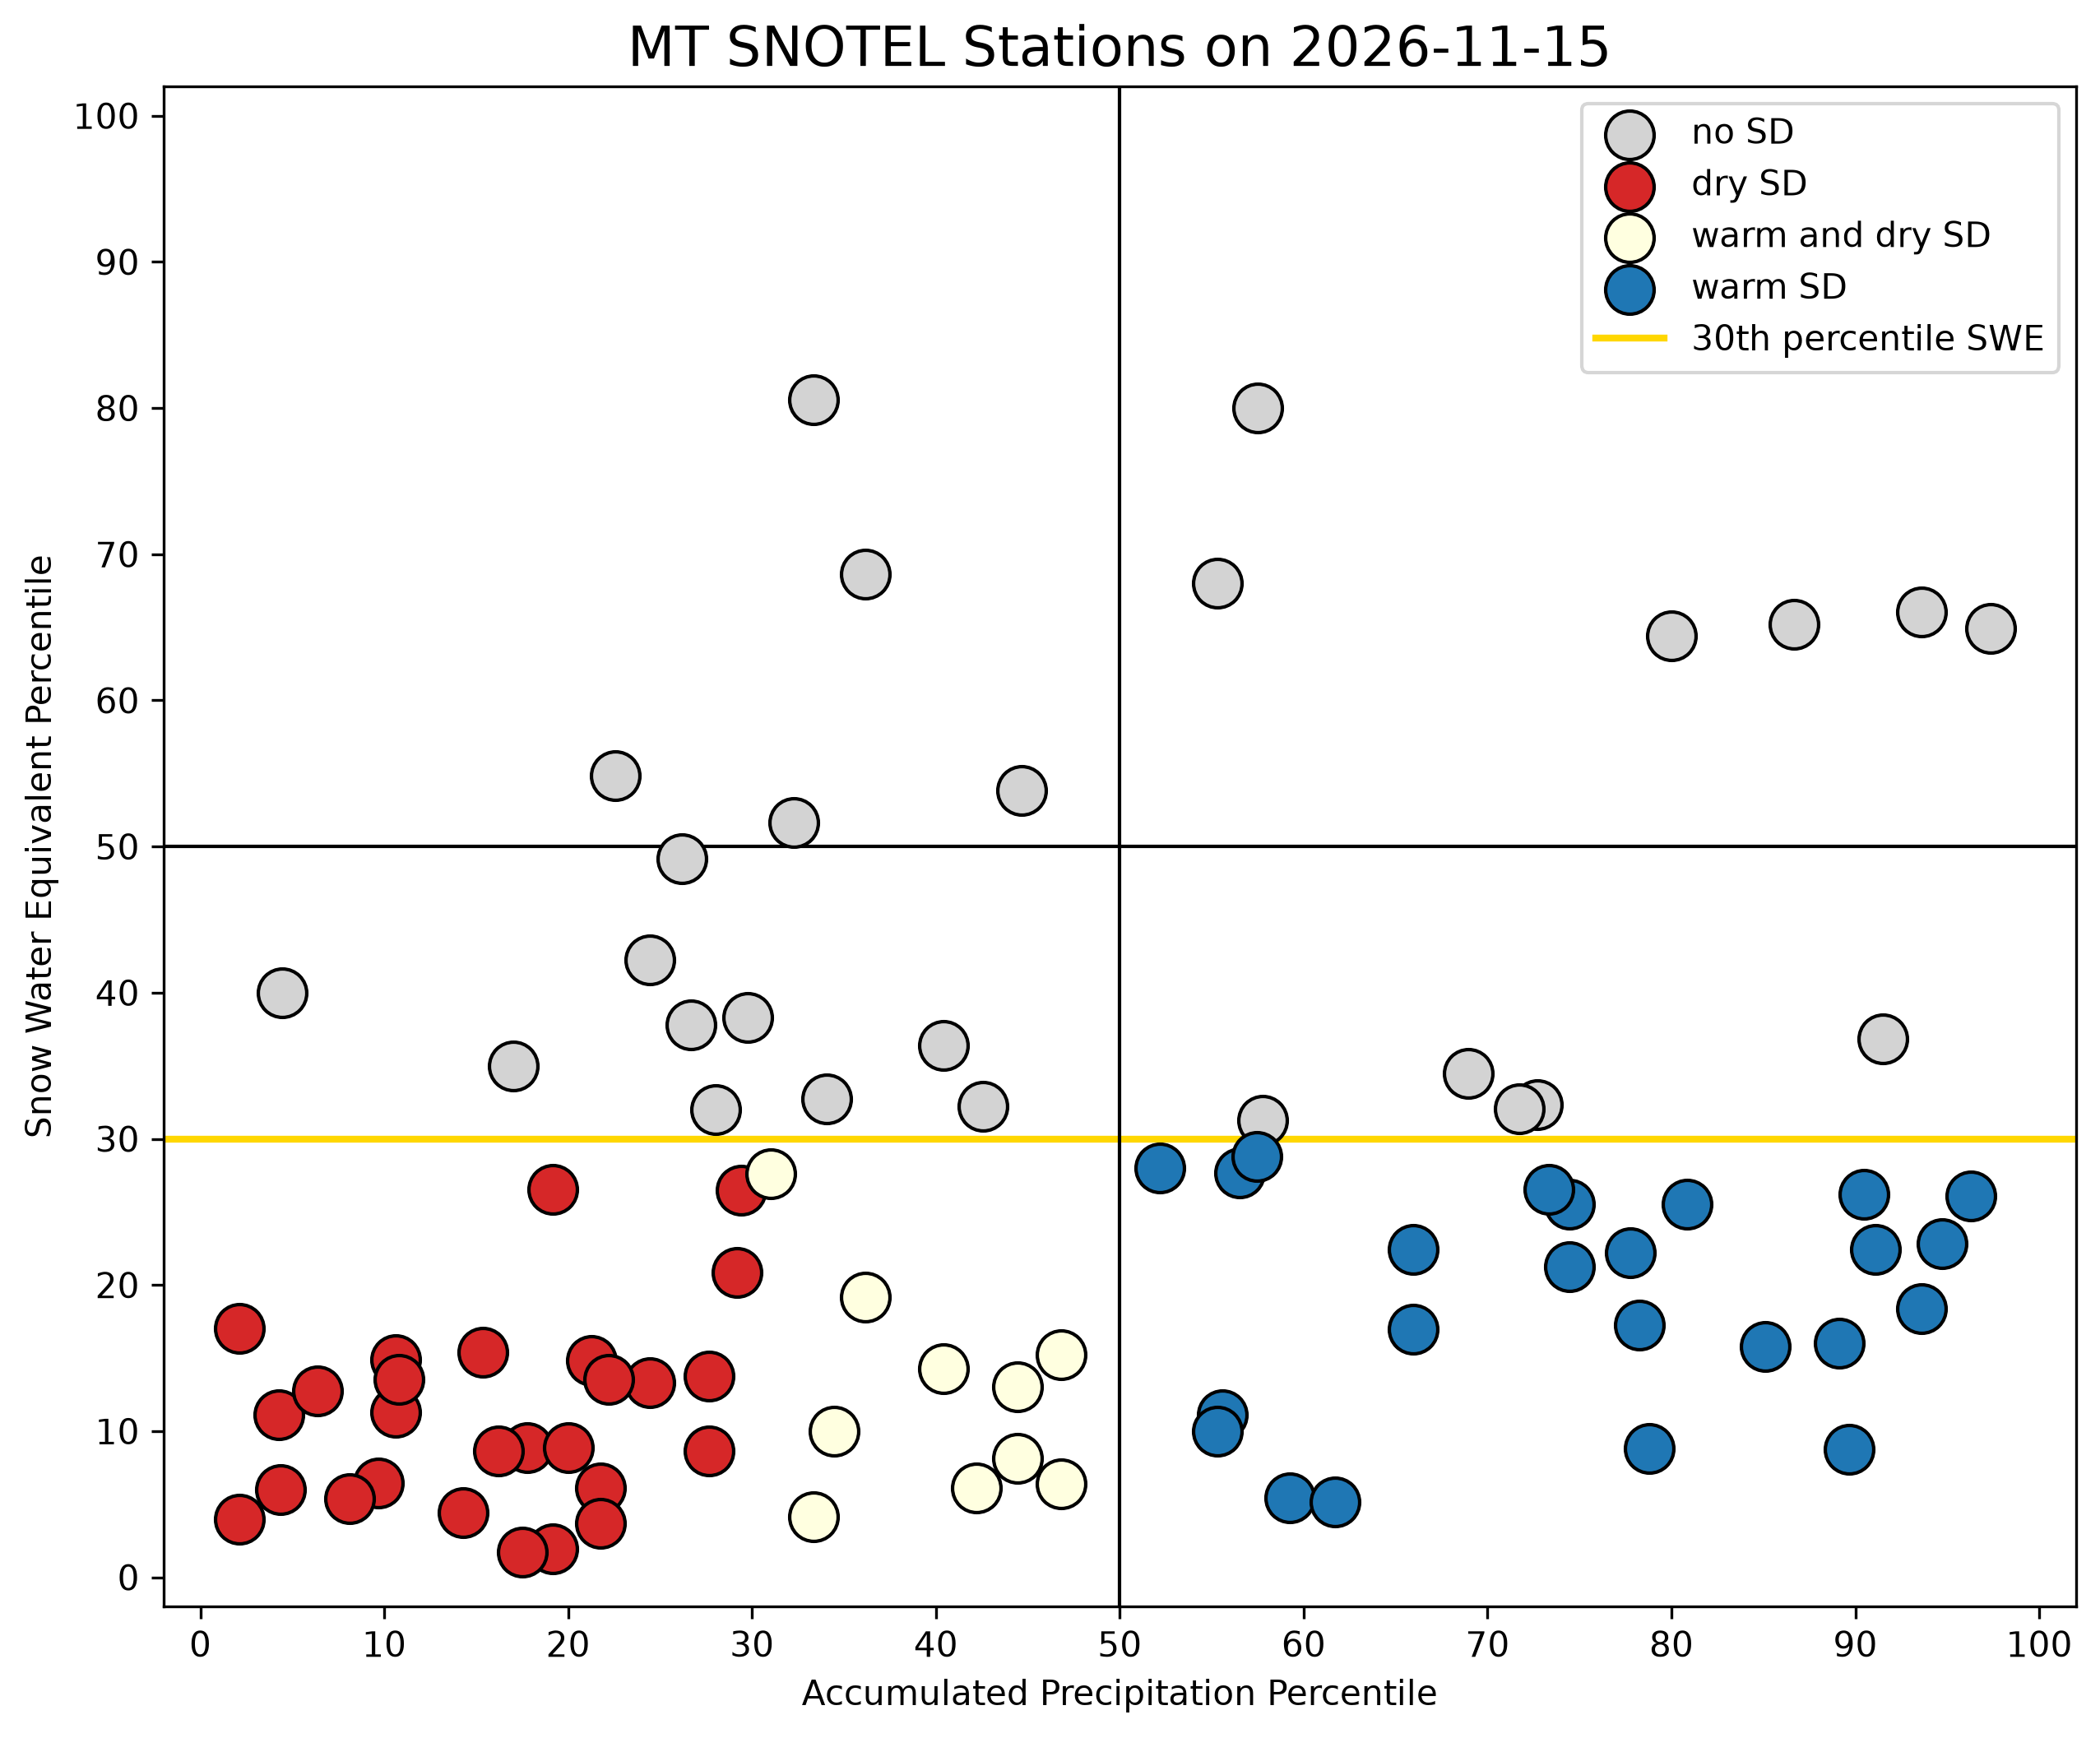 MT SNOTEL Stations on 2026-11-15
no SD
dry SD
warm and dry SD
warm SD
30th percentile SWE
Snow Water Equivalent Percentile
100
90
80
70
60
50
40
30
20
10
0
0 10 20 30 40 50 60 70 80 90 100
Accumulated Precipitation Percentile